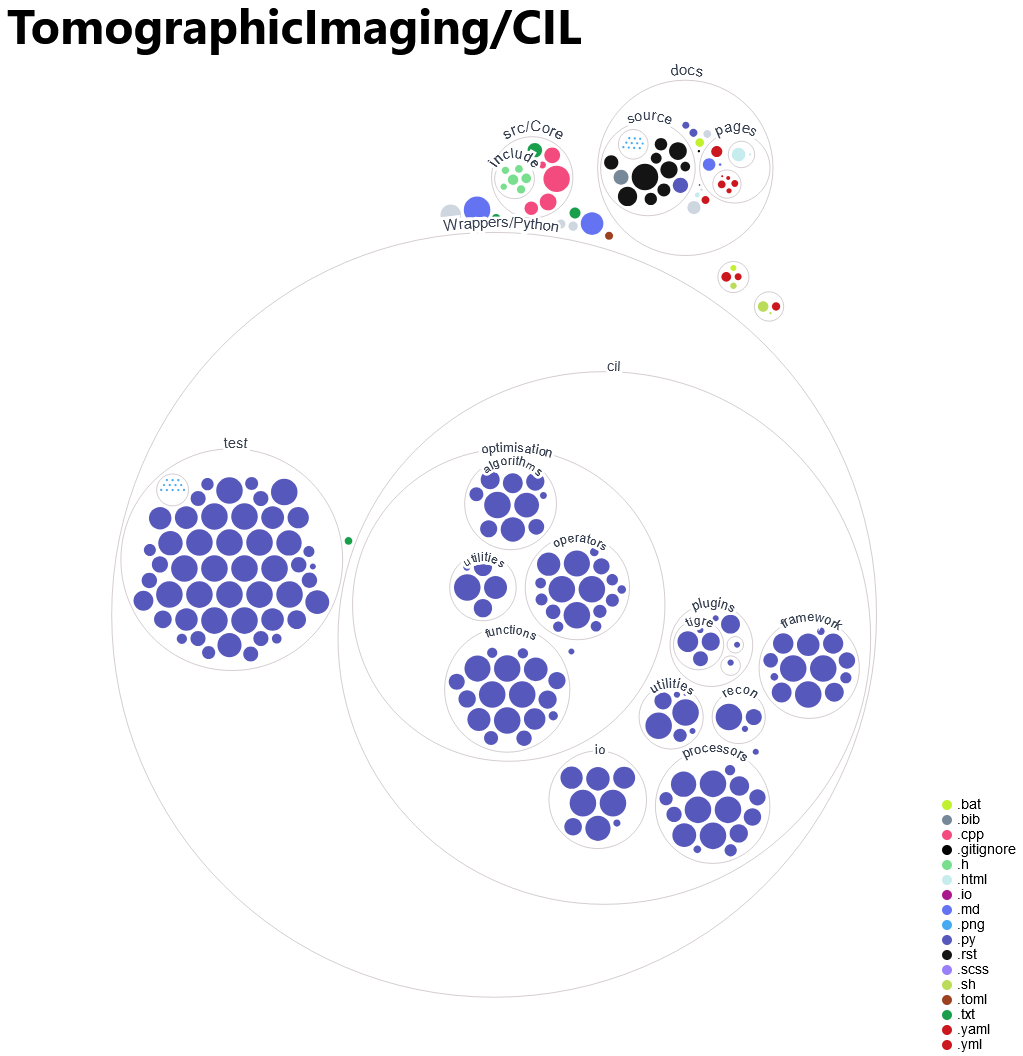 TomographicImaging/CIL
docs
src/Core
source
pages
include
Wrappers/Python
cil
test
optimisation
algorithms
operators
utilities
plugins
tigre
framework
functions
utilities
recon
io
processors
.bat
.bib
.cpp
.gitignore
.h
.html
.io
.md
.png
.py
.rst
.scss
.sh
.toml
.txt
.yaml
.yml